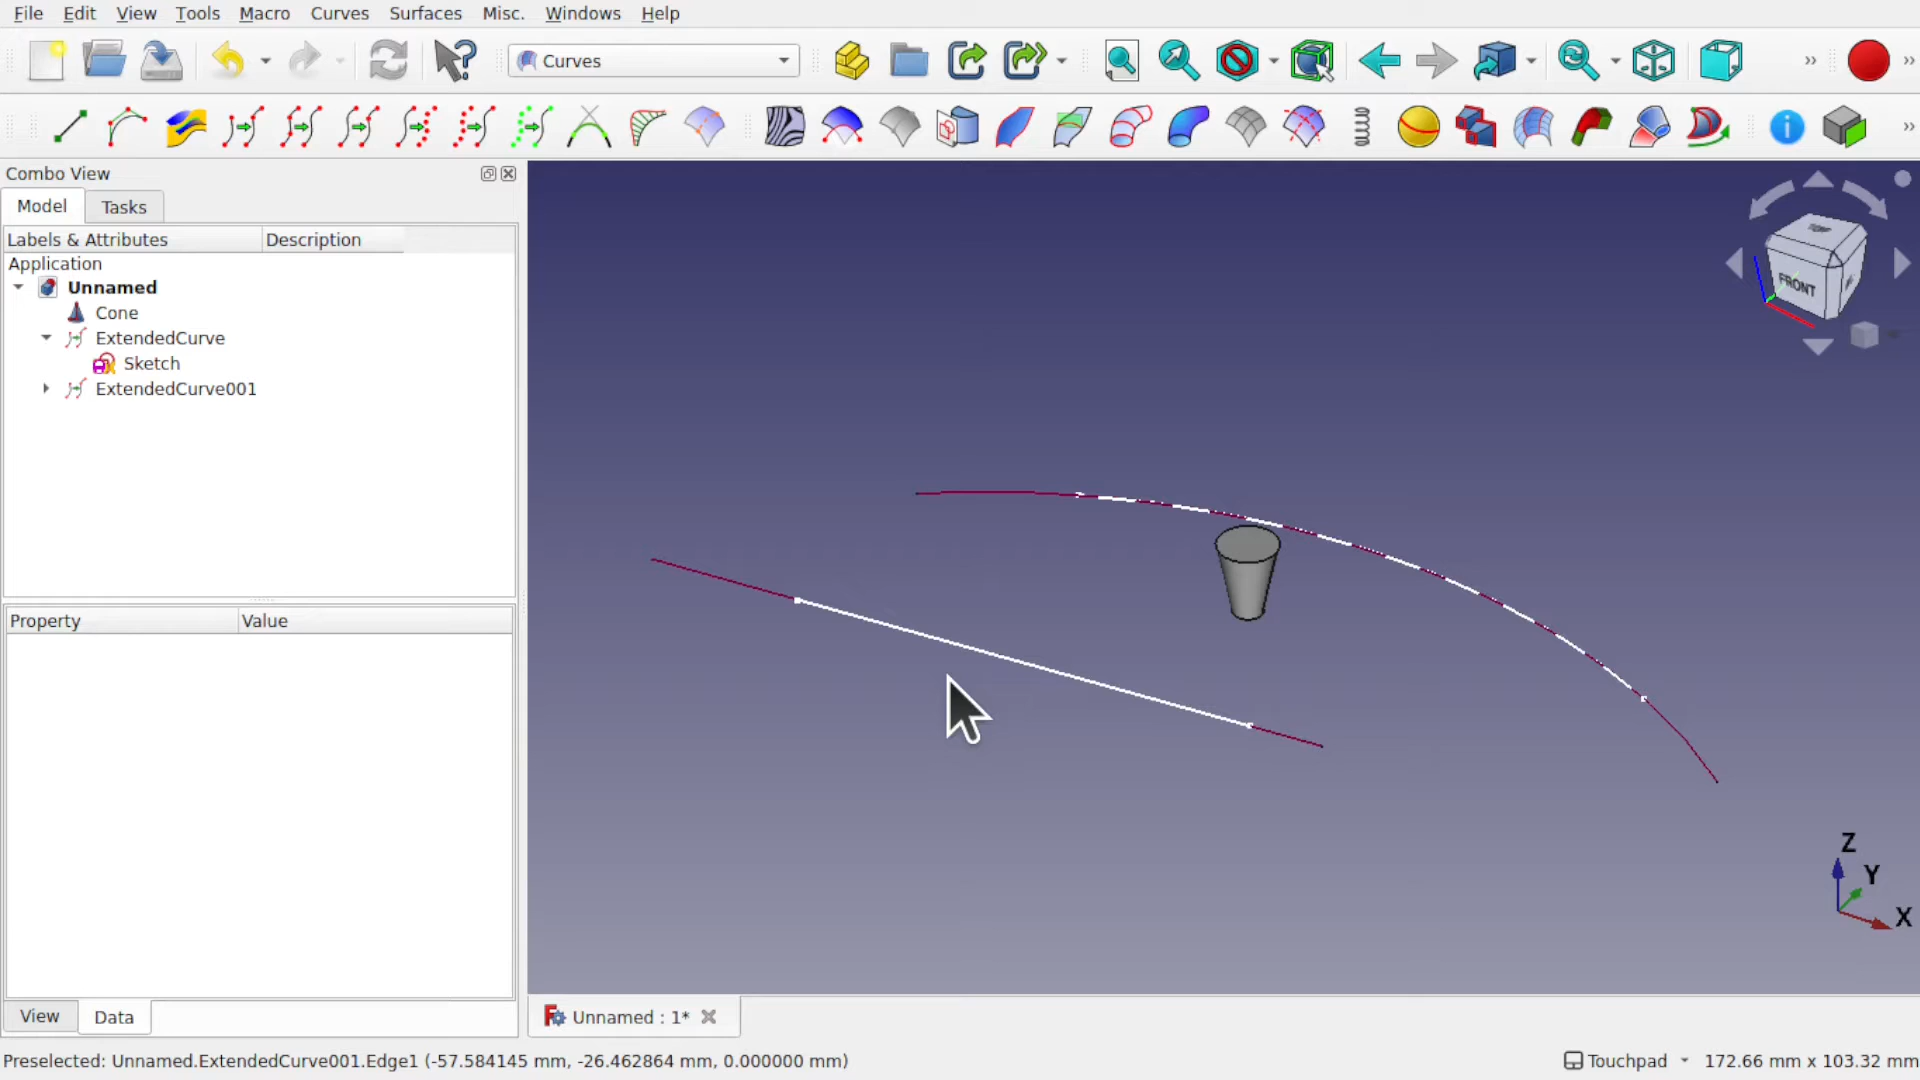 File Edit View Tools Macro Curves Surfaces Misc. Windows Help
Curves
Combo View
Model Tasks
Labels & Attributes Description
Application
Unnamed
Cone
ExtendedCurve
Sketch
ExtendedCurve001
Property Value
View Data
TOP
FRONT
Z
Y
X
Unnamed : 1*
Preselected: Unnamed.ExtendedCurve001.Edge1 (-57.584145 mm, -26.462864 mm, 0.000000 mm)
Touchpad 172.66 mm x 103.32 mm